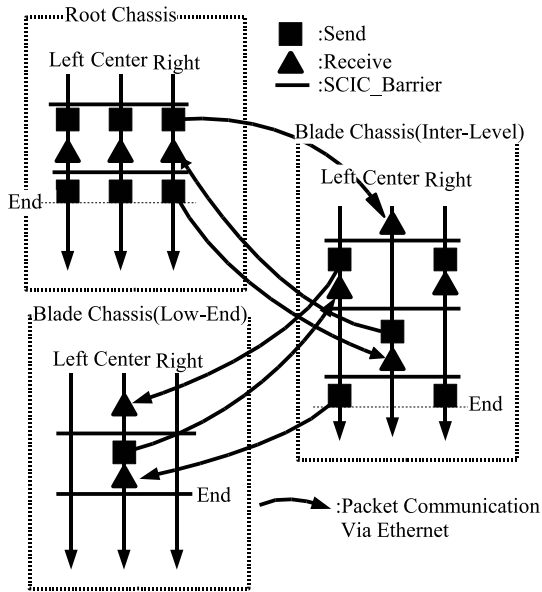 Root Chassis
Left Center Right
End
:Send
:Receive
:SCIC_Barrier
Blade Chassis(Inter-Level)
Left Center Right
End
Blade Chassis(Low-End)
Left Center Right
End
:Packet Communication
Via Ethernet